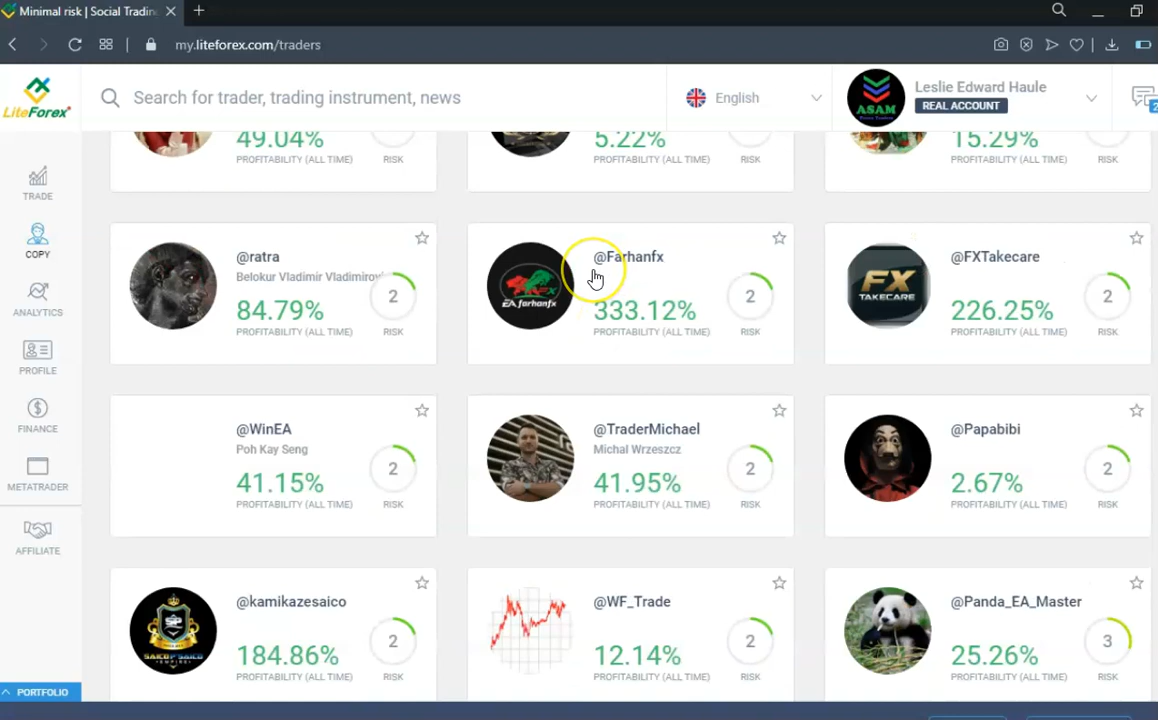 Minimal risk | Social Tradin
my.liteforex.com/traders
LiteForex
Search for trader, trading instrument, news
English
ASAM
Leslie Edward Haule
REAL ACCOUNT
2
TRADE
COPY
ANALYTICS
PROFILE
FINANCE
METATRADER
AFFILIATE
PORTFOLIO
49.04%
PROFITABILITY (ALL TIME)
RISK
5.22%
PROFITABILITY (ALL TIME)
RISK
15.29%
PROFITABILITY (ALL TIME)
RISK
@ratra
Belokur Vladimir Vladimirovi
84.79%
PROFITABILITY (ALL TIME)
2
RISK
EA farhanfx
@Farhanfx
333.12%
PROFITABILITY (ALL TIME)
2
RISK
FX
TAKECARE
@FXTakecare
226.25%
PROFITABILITY (ALL TIME)
2
RISK
@WinEA
Poh Kay Seng
41.15%
PROFITABILITY (ALL TIME)
2
RISK
@TraderMichael
Michal Wrzeszcz
41.95%
PROFITABILITY (ALL TIME)
2
RISK
@Papabibi
2.67%
PROFITABILITY (ALL TIME)
2
RISK
SP
@kamikazesaico
184.86%
PROFITABILITY (ALL TIME)
2
RISK
@WF_Trade
12.14%
PROFITABILITY (ALL TIME)
2
RISK
@Panda_EA_Master
25.26%
PROFITABILITY (ALL TIME)
3
RISK